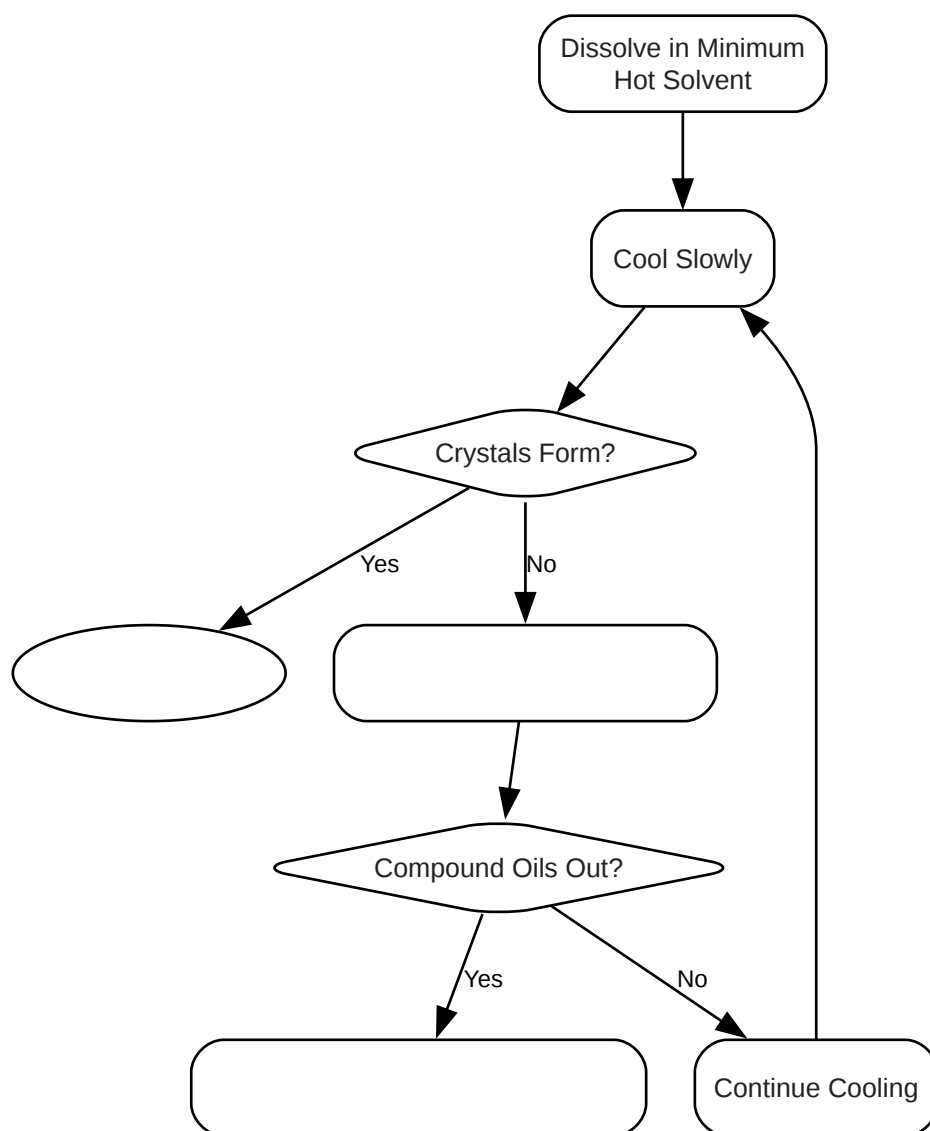 Dissolve in Minimum
Hot Solvent
Cool Slowly
Crystals Form?
Yes
No
Compound Oils Out?
Yes
No
Continue Cooling